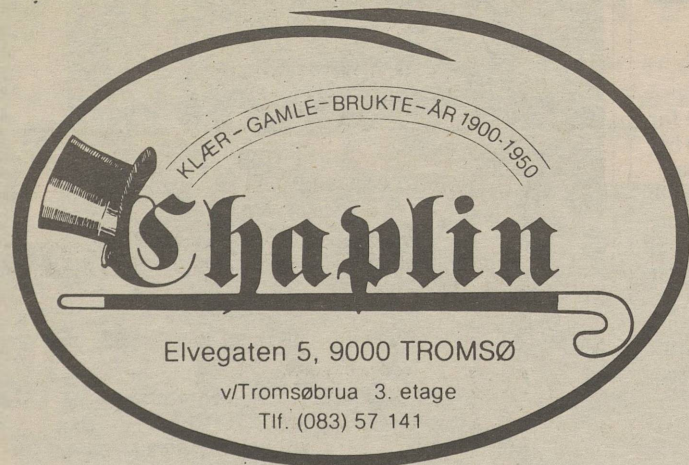 KLÆR-GAMLE-BRUKTE-ÅR 1900-1950
Chaplin
Elvegaten 5, 9000 TROMSØ
v/Tromsøbrua 3. etage
Tlf. (083) 57 141